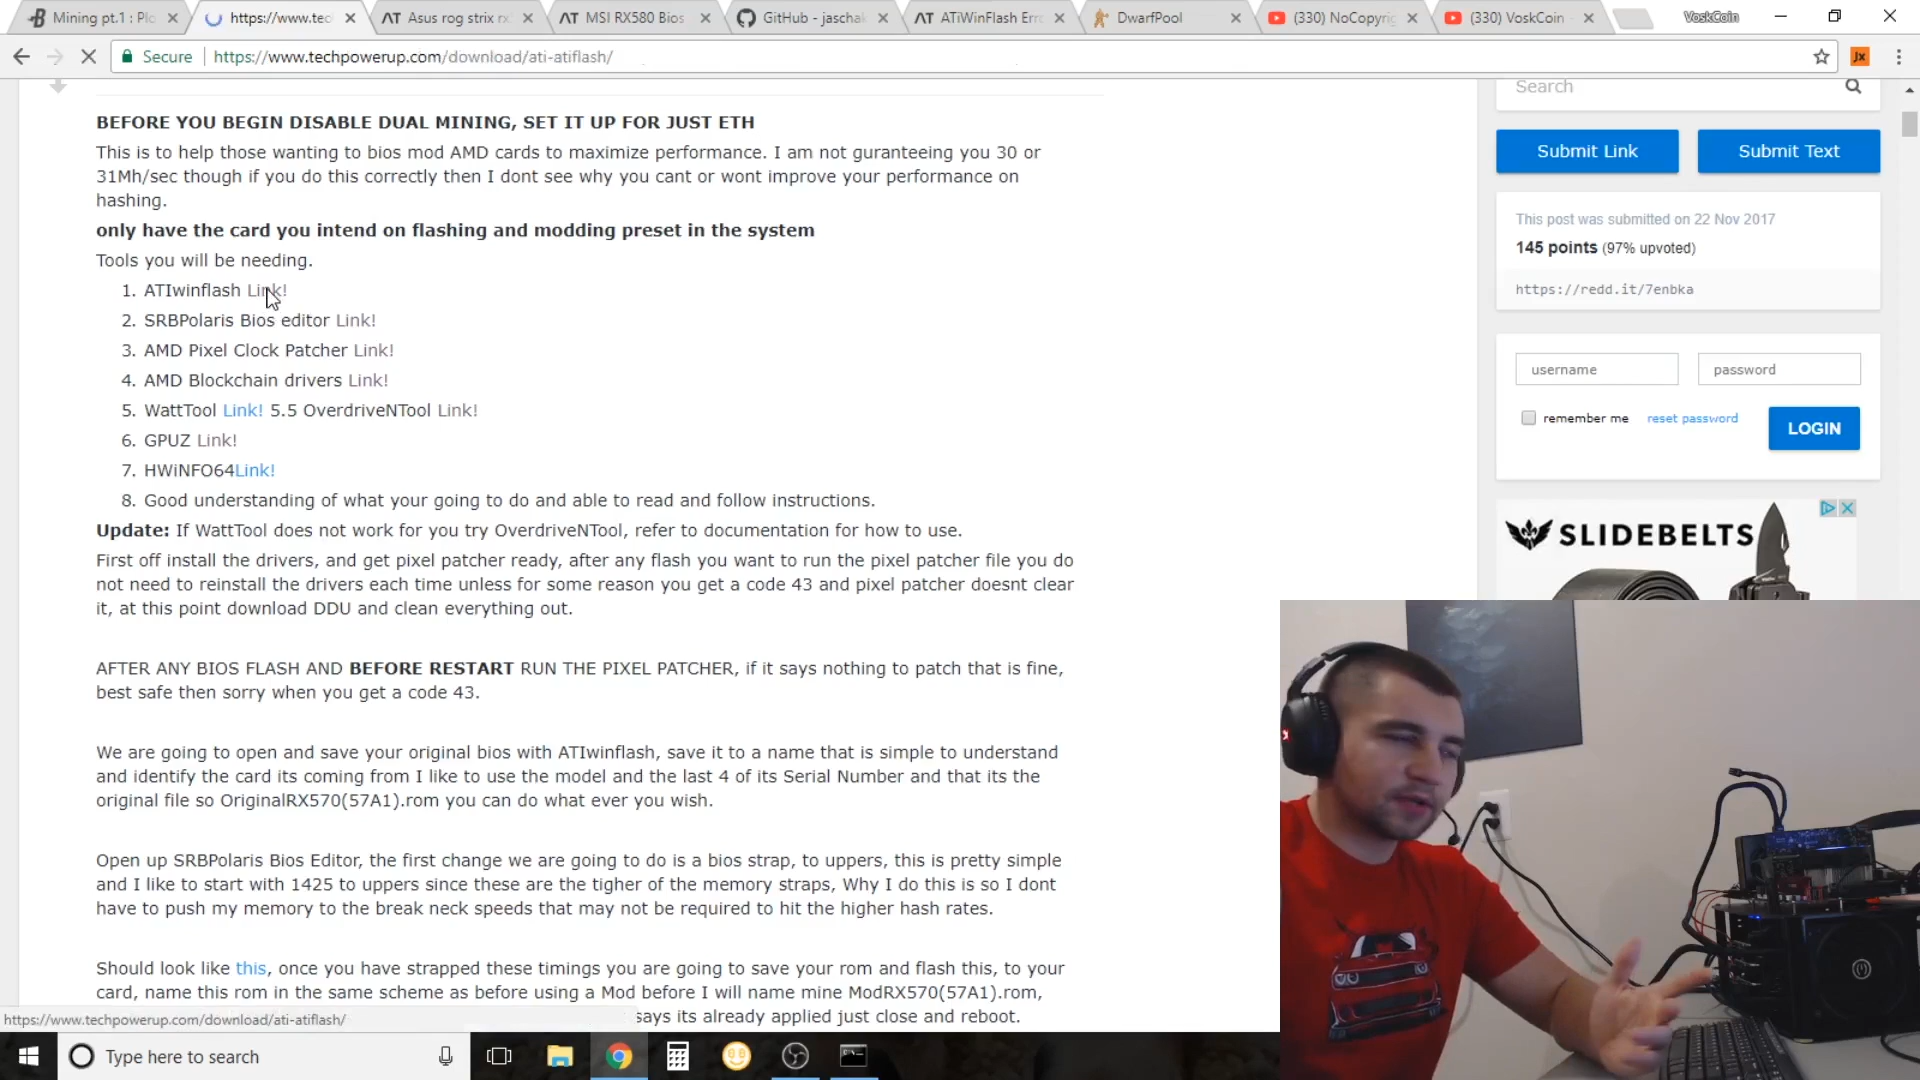 Mining pt.1 : Plo
https://www.tec
Asus rog strix rx
MSI RX580 Bios
GitHub - jascha
ATiWinFlash Err
DwarfPool
(330) NoCopyrig
(330) VoskCoin
VoskCoin
Secure
https://www.techpowerup.com/download/ati-atiflash/
BEFORE YOU BEGIN DISABLE DUAL MINING, SET IT UP FOR JUST ETH
This is to help those wanting to bios mod AMD cards to maximize performance. I am not guranteeing you 30 or
31Mh/sec though if you do this correctly then I dont see why you cant or wont improve your performance on
hashing.
only have the card you intend on flashing and modding preset in the system
Tools you will be needing.
1. ATIwinflash Link!
2. SRBPolaris Bios editor Link!
3. AMD Pixel Clock Patcher Link!
4. AMD Blockchain drivers Link!
5. WattTool Link! 5.5 OverdriveNTool Link!
6. GPUZ Link!
7. HWiNFO64Link!
8. Good understanding of what your going to do and able to read and follow instructions.
Update: If WattTool does not work for you try OverdriveNTool, refer to documentation for how to use.
First off install the drivers, and get pixel patcher ready, after any flash you want to run the pixel patcher file you do
not need to reinstall the drivers each time unless for some reason you get a code 43 and pixel patcher doesnt clear
it, at this point download DDU and clean everything out.
AFTER ANY BIOS FLASH AND BEFORE RESTART RUN THE PIXEL PATCHER, if it says nothing to patch that is fine,
best safe then sorry when you get a code 43.
We are going to open and save your original bios with ATIwinflash, save it to a name that is simple to understand
and identify the card its coming from I like to use the model and the last 4 of its Serial Number and that its the
original file so OriginalRX570(57A1).rom you can do what ever you wish.
Open up SRBPolaris Bios Editor, the first change we are going to do is a bios strap, to uppers, this is pretty simple
and I like to start with 1425 to uppers since these are the tigher of the memory straps, Why I do this is so I dont
have to push my memory to the break neck speeds that may not be required to hit the higher hash rates.
Should look like this, once you have strapped these timings you are going to save your rom and flash this, to your
card, name this rom in the same scheme as before using a Mod before I will name mine ModRX570(57A1).rom,
says its already applied just close and reboot.
https://www.techpowerup.com/download/ati-atiflash/
Search
Submit Link
Submit Text
This post was submitted on 22 Nov 2017
145 points (97% upvoted)
https://redd.it/7enbka
username
password
remember me
reset password
LOGIN
SLIDEBELTS
Type here to search